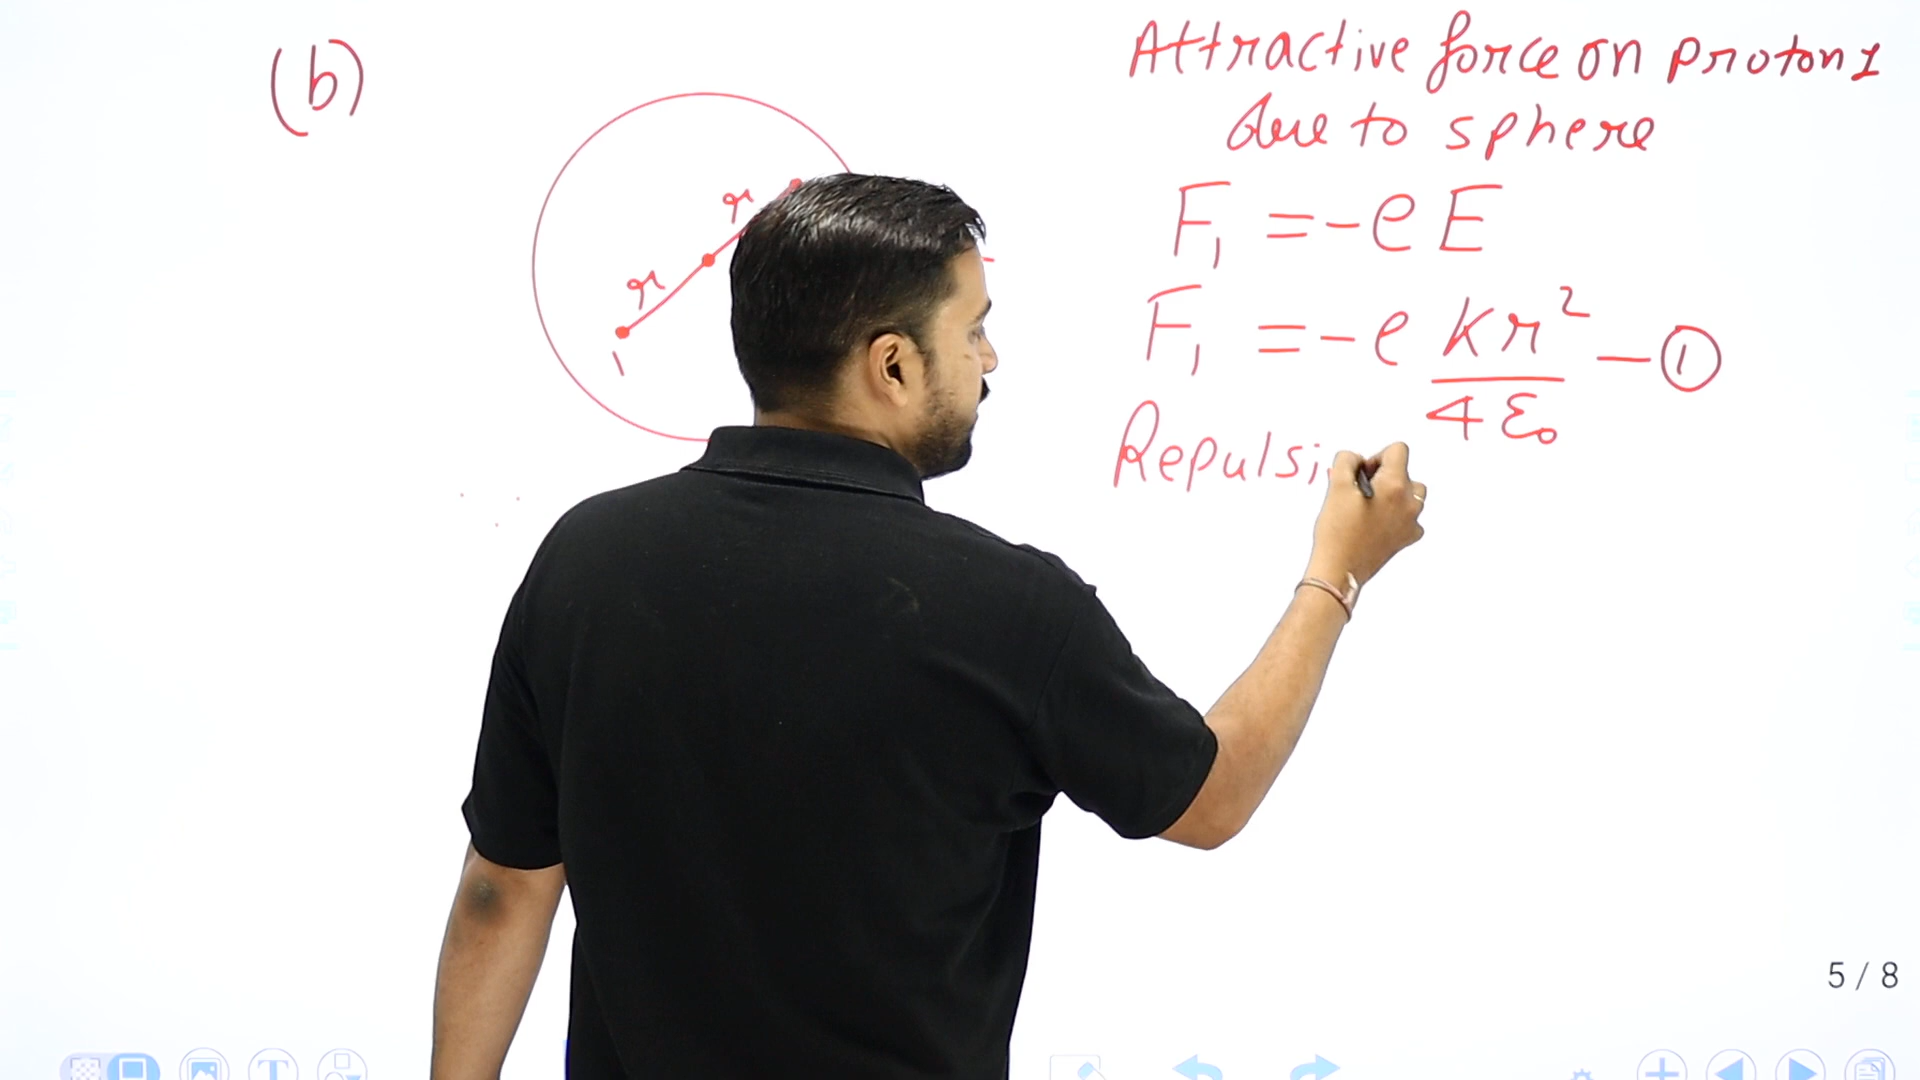 (b)
Attractive force on proton 1
due to sphere
F₁ = -eE
r
r
1
F₁ = -e kr²/4ε₀ —①
Repulsi
5 / 8